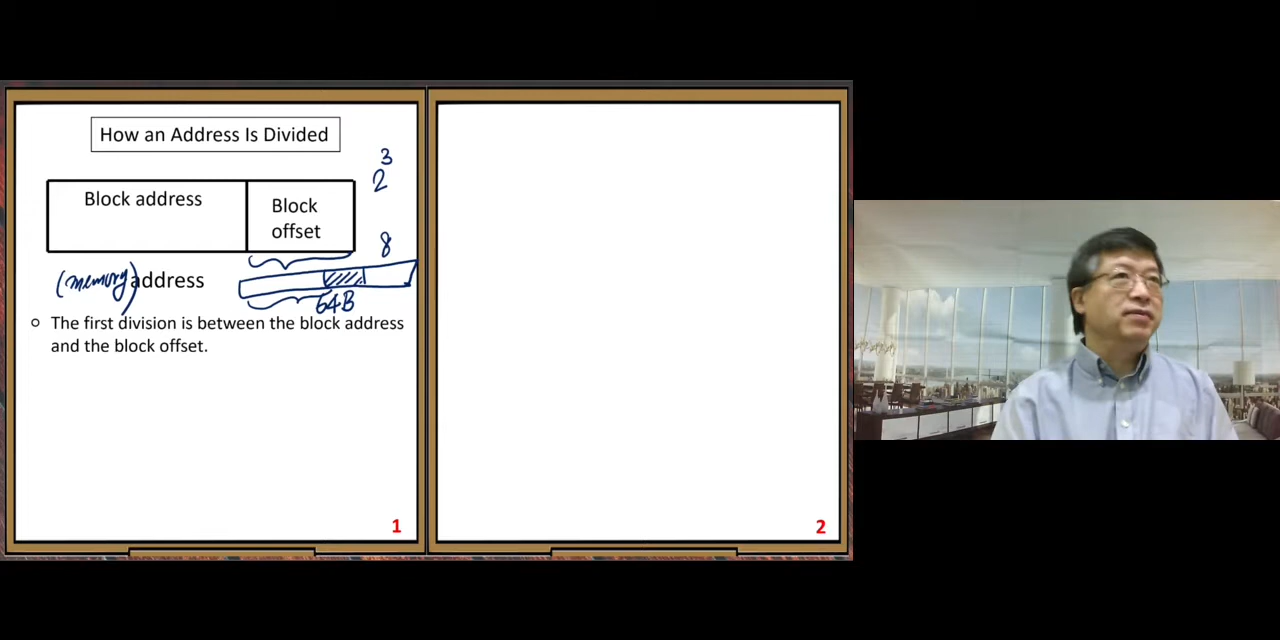 How an Address Is Divided
3
2
Block address
Block
offset
8
(memory) address
64B
The first division is between the block address
and the block offset.
1
2